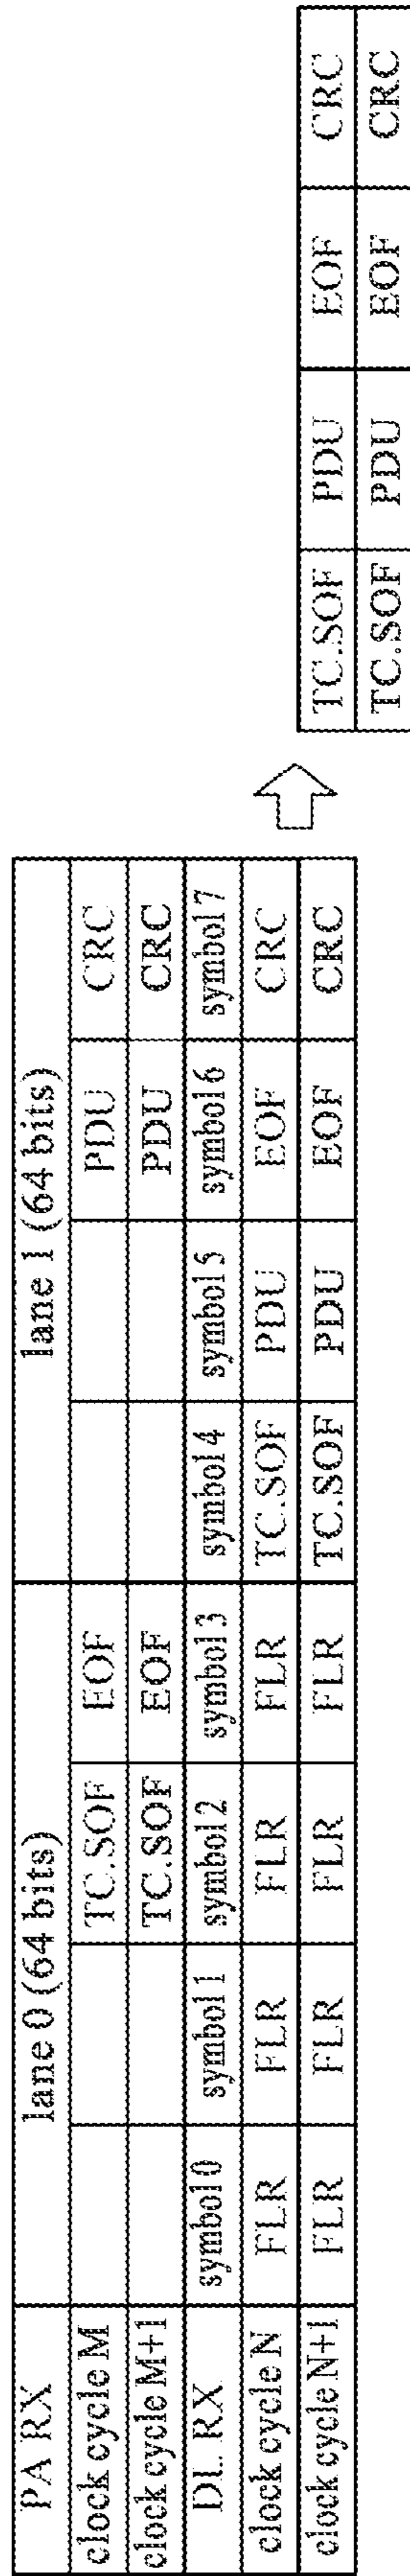 PA RX lane 0 (64 bits) lane 1 (64 bits)
clock cycle M TC.SOF EOF PDU CRC
clock cycle M+1 TC.SOF EOF PDU CRC
DL RX symbol 0 symbol 1 symbol 2 symbol 3 symbol 4 symbol 5 symbol 6 symbol 7
clock cycle N FLR FLR FLR FLR TC.SOF PDU EOF CRC
clock cycle N+1 FLR FLR FLR FLR TC.SOF PDU EOF CRC
TC.SOF PDU EOF CRC
TC.SOF PDU EOF CRC